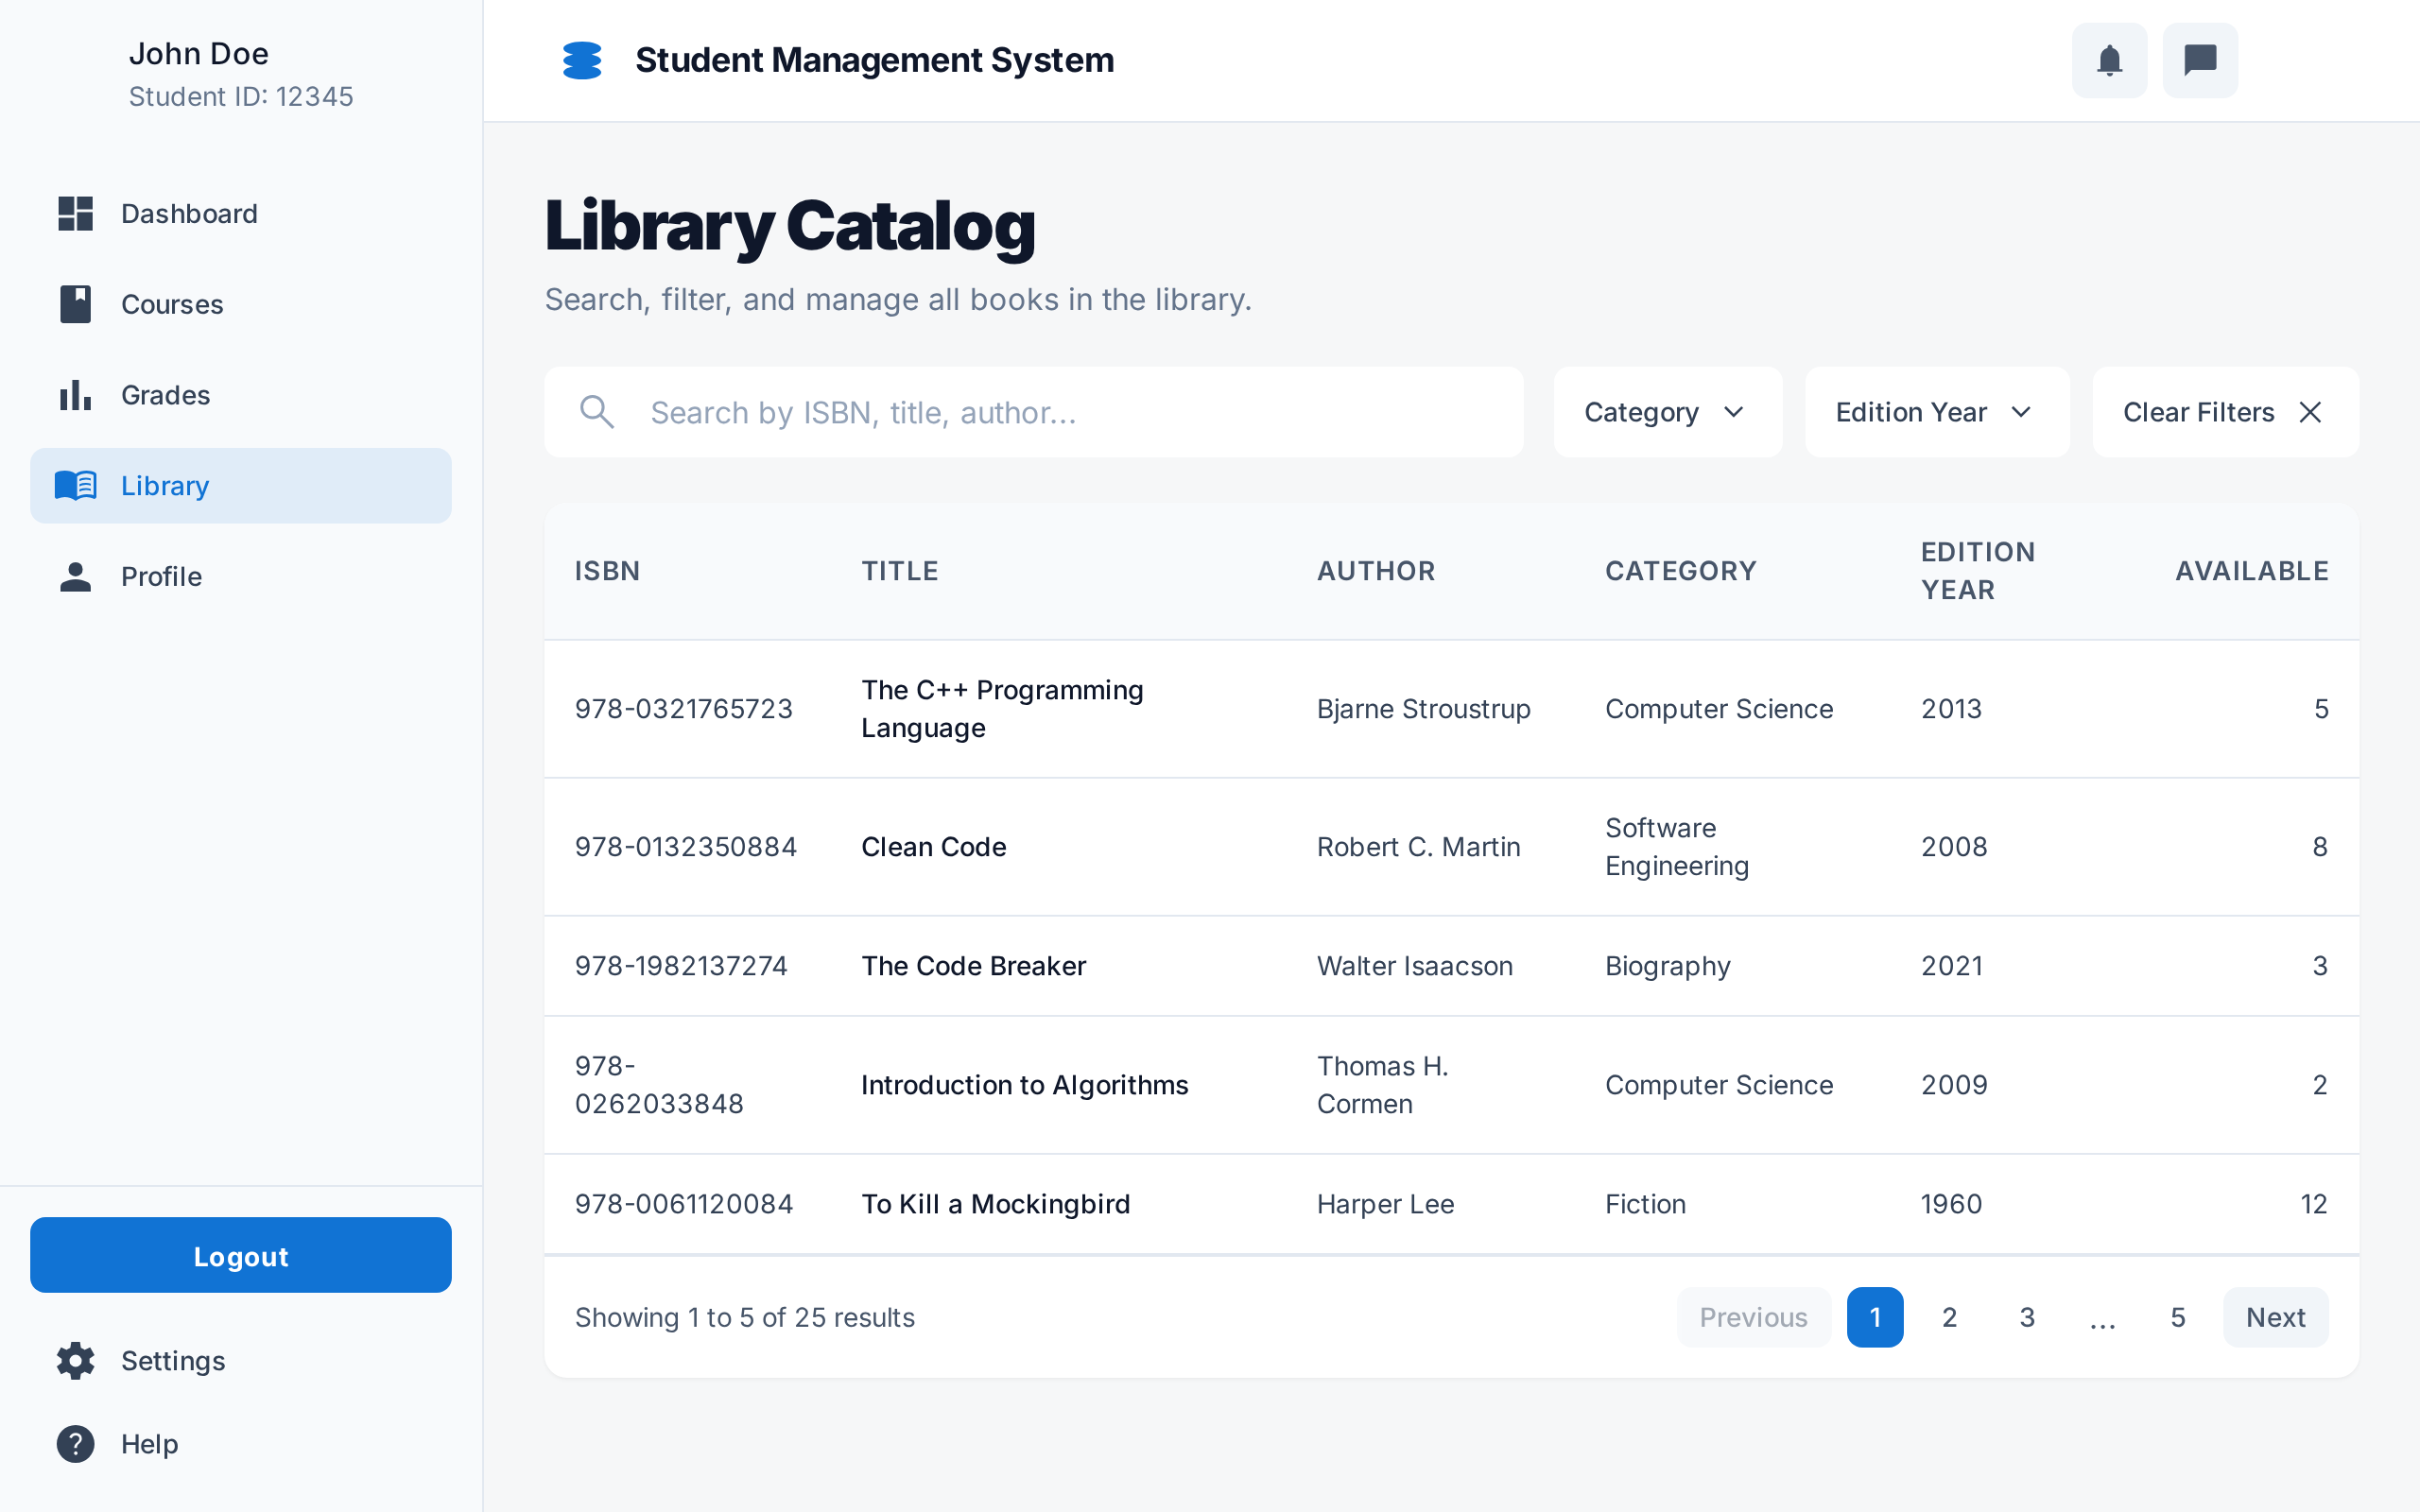 John Doe
Student ID: 12345
Dashboard
Courses
Grades
Library
Profile
Logout
Settings
Help
Student Management System
Library Catalog
Search, filter, and manage all books in the library.
Search by ISBN, title, author...
Category
Edition Year
Clear Filters
ISBN TITLE AUTHOR CATEGORY EDITION YEAR AVAILABLE
978-0321765723 The C++ Programming Language Bjarne Stroustrup Computer Science 2013 5
978-0132350884 Clean Code Robert C. Martin Software Engineering 2008 8
978-1982137274 The Code Breaker Walter Isaacson Biography 2021 3
978-0262033848 Introduction to Algorithms Thomas H. Cormen Computer Science 2009 2
978-0061120084 To Kill a Mockingbird Harper Lee Fiction 1960 12
Showing 1 to 5 of 25 results
Previous 1 2 3 ... 5 Next